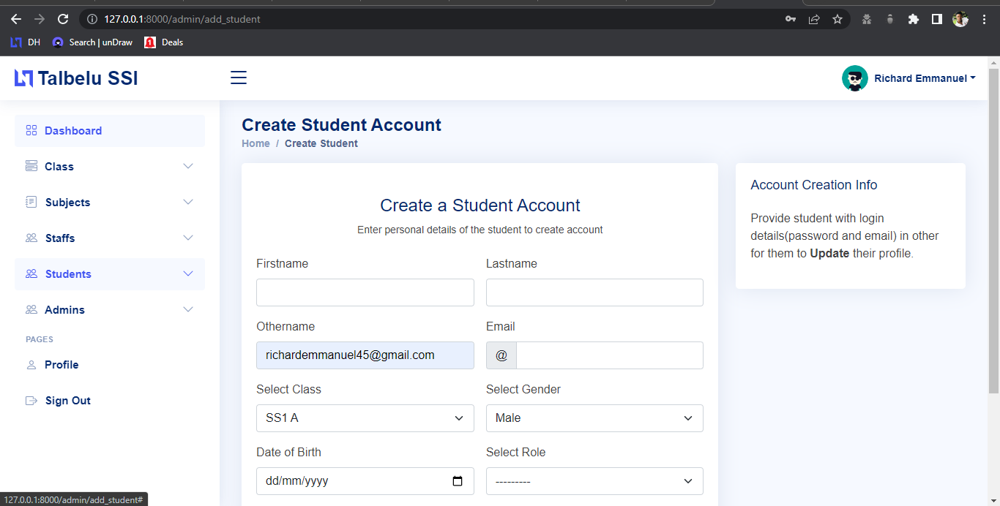 127.0.0.1:8000/admin/add_student
DH Search | unDraw Deals
Talbelu SSI
Richard Emmanuel
Dashboard
Class
Subjects
Staffs
Students
Admins
PAGES
Profile
Sign Out
Create Student Account
Home / Create Student
Create a Student Account
Enter personal details of the student to create account
Firstname Lastname
Othername Email
richardemmanuel45@gmail.com @
Select Class Select Gender
SS1 A Male
Date of Birth Select Role
dd/mm/yyyy ---------
Account Creation Info
Provide student with login
details(password and email) in other
for them to Update their profile.
127.0.0.1:8000/admin/add_student#